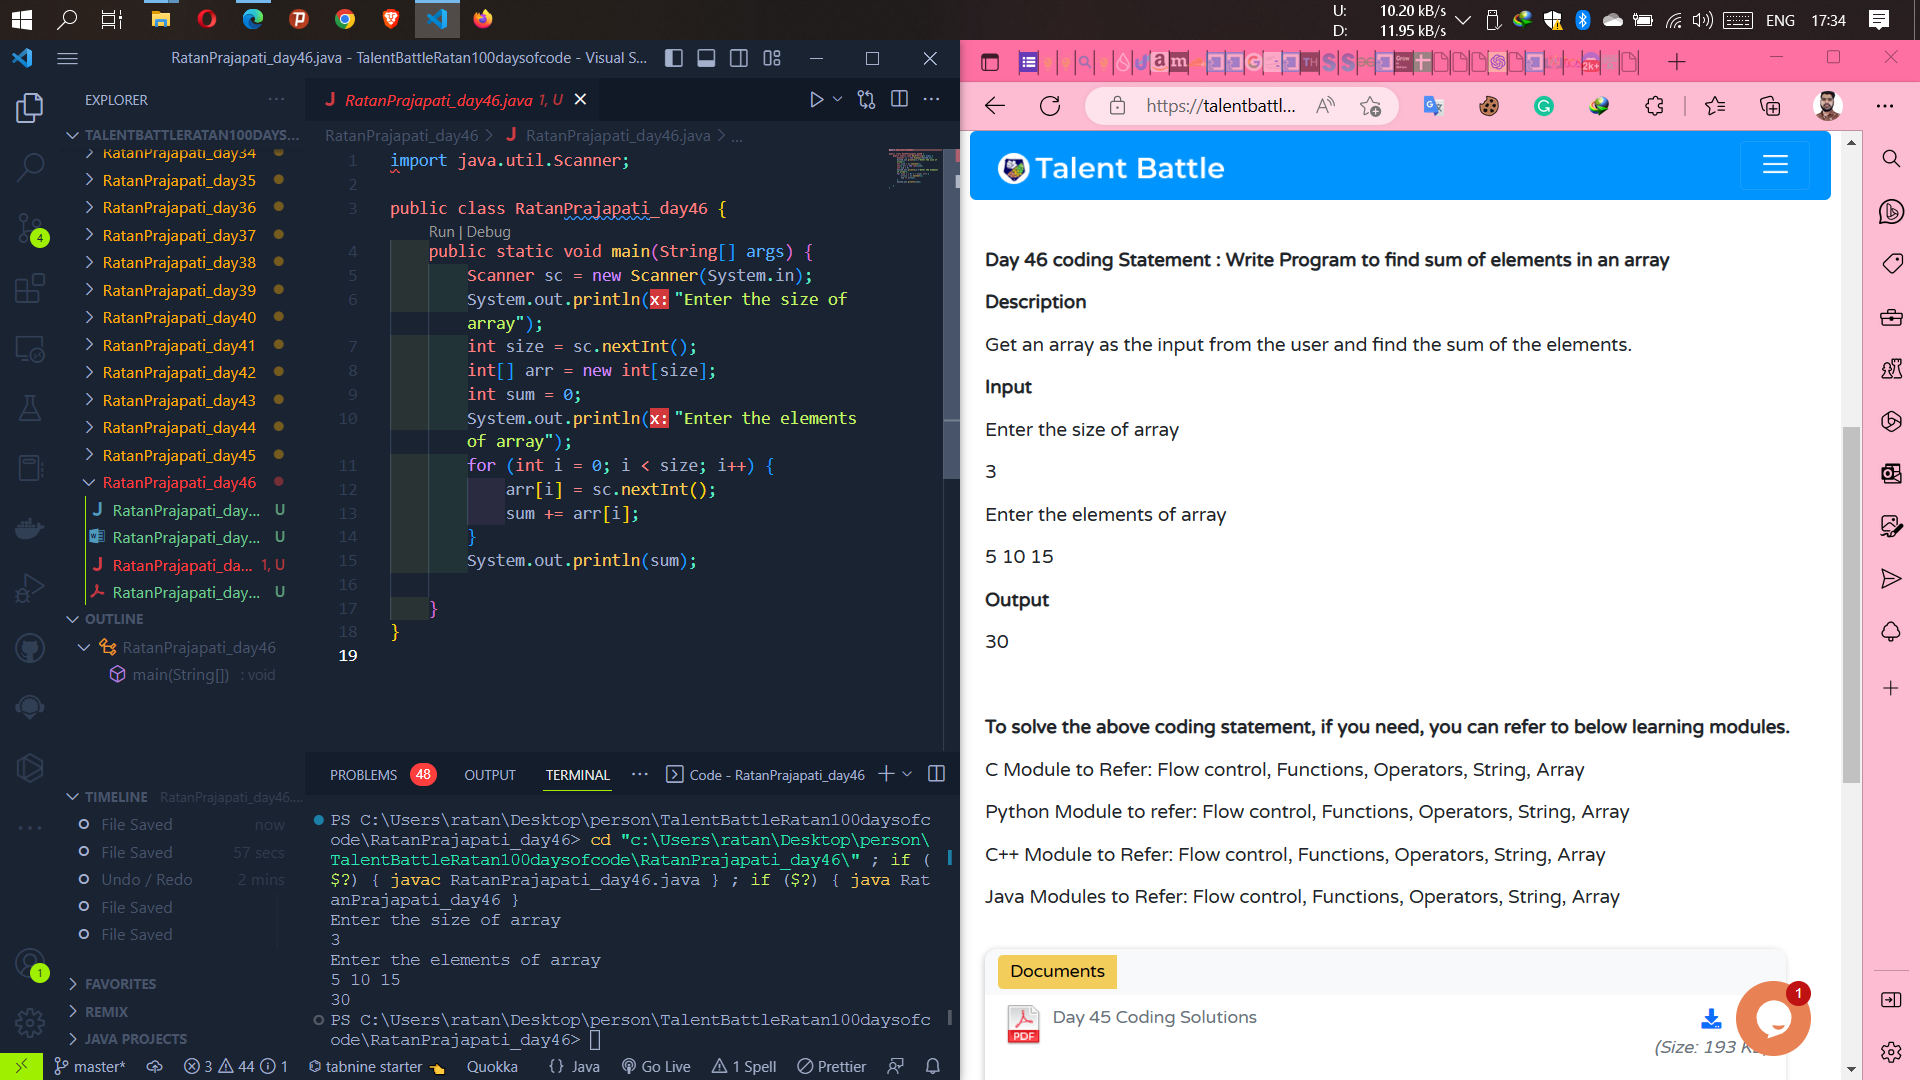 U: 10.20 kB/s
D: 11.95 kB/s
ENG 17:34
RatanPrajapati_day46.java - TalentBattleRatan100daysofcode - Visual S...
EXPLORER
TALENTBATTLERATAN100DAYS...
RatanPrajapati_day34
RatanPrajapati_day35
RatanPrajapati_day36
RatanPrajapati_day37
RatanPrajapati_day38
RatanPrajapati_day39
RatanPrajapati_day40
RatanPrajapati_day41
RatanPrajapati_day42
RatanPrajapati_day43
RatanPrajapati_day44
RatanPrajapati_day45
RatanPrajapati_day46
RatanPrajapati_day... U
RatanPrajapati_day... U
RatanPrajapati_da... 1, U
RatanPrajapati_day... U
OUTLINE
RatanPrajapati_day46
main(String[]) : void
TIMELINE RatanPrajapati_day46....
File Saved now
File Saved 57 secs
Undo / Redo 2 mins
File Saved
File Saved
FAVORITES
REMIX
JAVA PROJECTS
4
1
RatanPrajapati_day46.java 1, U
RatanPrajapati_day46 > RatanPrajapati_day46.java > ...
1 import java.util.Scanner;
2
3 public class RatanPrajapati_day46 {
Run | Debug
4 public static void main(String[] args) {
5 Scanner sc = new Scanner(System.in);
6 System.out.println(x: "Enter the size of
array");
7 int size = sc.nextInt();
8 int[] arr = new int[size];
9 int sum = 0;
10 System.out.println(x: "Enter the elements
of array");
11 for (int i = 0; i < size; i++) {
12 arr[i] = sc.nextInt();
13 sum += arr[i];
14 }
15 System.out.println(sum);
16
17 }
18 }
19
PROBLEMS 48 OUTPUT TERMINAL ... Code - RatanPrajapati_day46
PS C:\Users\ratan\Desktop\person\TalentBattleRatan100daysofc
ode\RatanPrajapati_day46> cd "c:\Users\ratan\Desktop\person\
TalentBattleRatan100daysofcode\RatanPrajapati_day46\" ; if (
$?) { javac RatanPrajapati_day46.java } ; if ($?) { java Rat
anPrajapati_day46 }
Enter the size of array
3
Enter the elements of array
5 10 15
30
PS C:\Users\ratan\Desktop\person\TalentBattleRatan100daysofc
ode\RatanPrajapati_day46>
master* 3 44 1 tabnine starter Quokka {} Java Go Live 1 Spell Prettier
https://talentbattl...
Talent Battle
Day 46 coding Statement : Write Program to find sum of elements in an array
Description
Get an array as the input from the user and find the sum of the elements.
Input
Enter the size of array
3
Enter the elements of array
5 10 15
Output
30
To solve the above coding statement, if you need, you can refer to below learning modules.
C Module to Refer: Flow control, Functions, Operators, String, Array
Python Module to refer: Flow control, Functions, Operators, String, Array
C++ Module to Refer: Flow control, Functions, Operators, String, Array
Java Modules to Refer: Flow control, Functions, Operators, String, Array
Documents
PDF
Day 45 Coding Solutions
(Size: 193
1